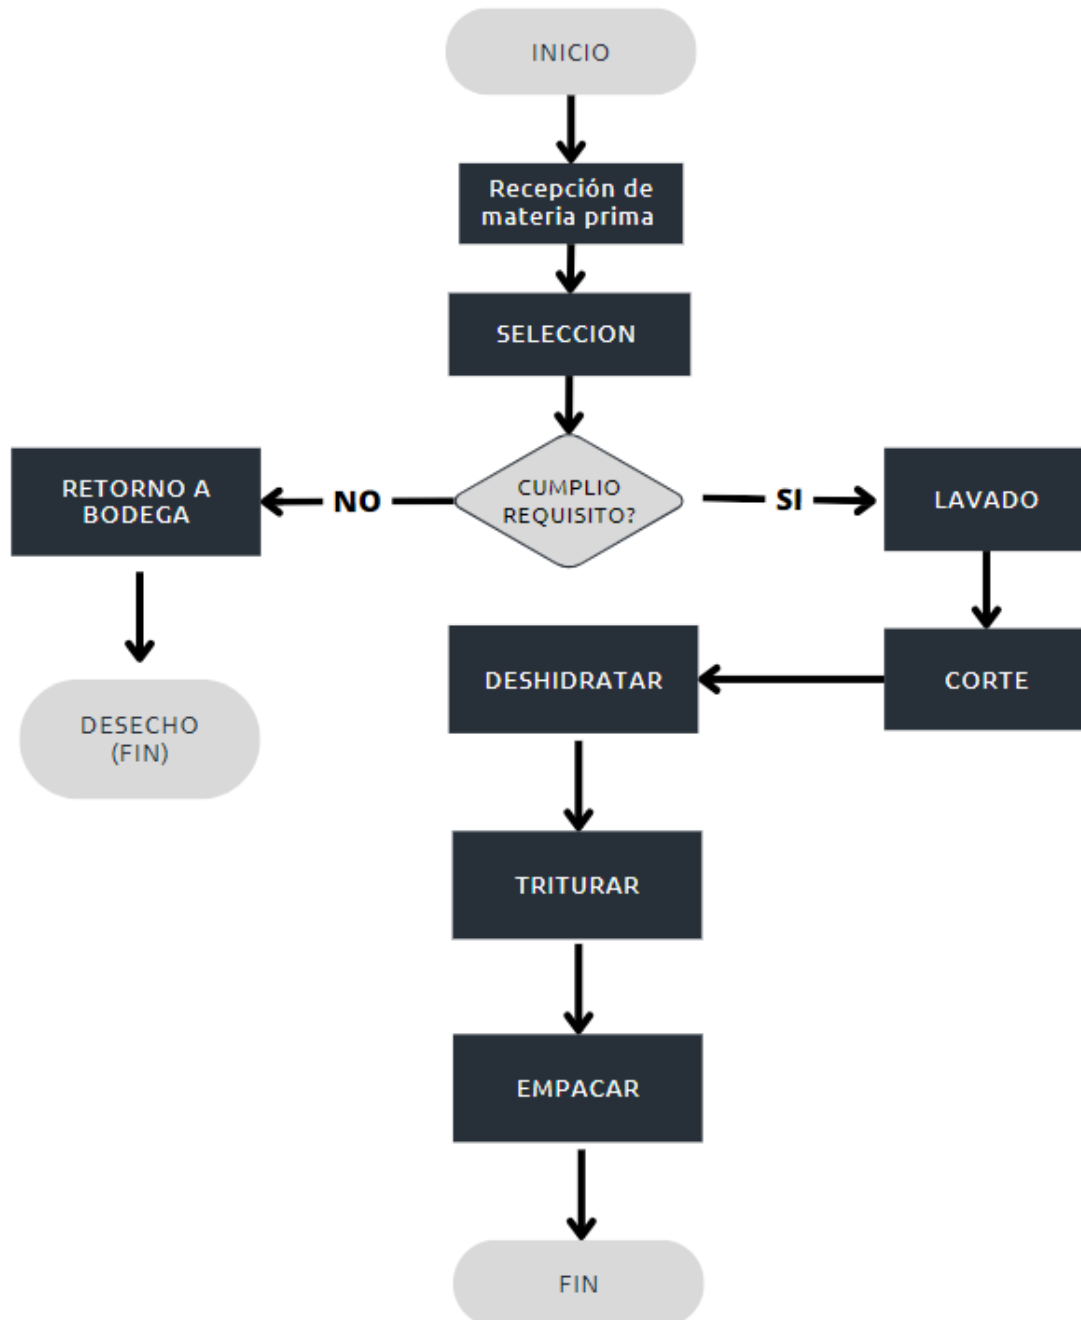 INICIO
Recepción de
materia prima
SELECCION
CUMPLIO
REQUISITO?
NO
SI
RETORNO A
BODEGA
LAVADO
DESHIDRATAR
CORTE
DESECHO
(FIN)
TRITURAR
EMPACAR
FIN